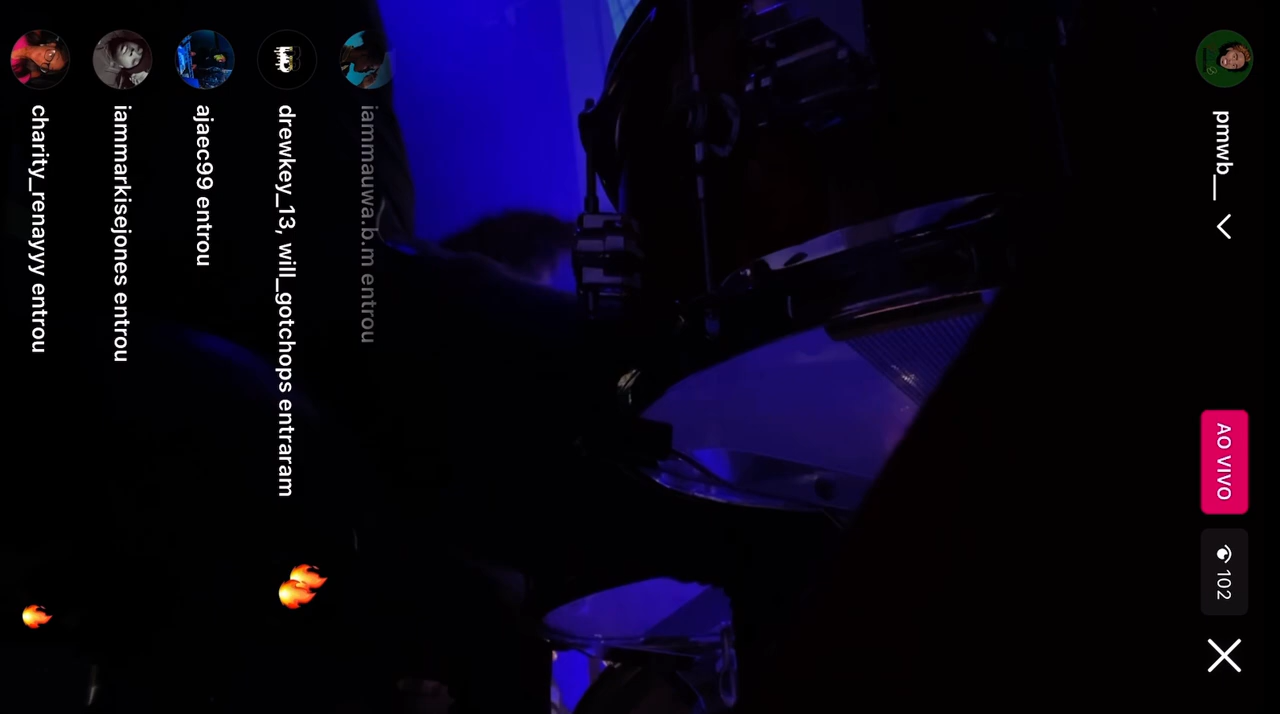 pmwb__
AO VIVO
102
iammauwa.b.m entrou
drewkey_13, will_gotchops entraram
ajaec99 entrou
iammarkisejones entrou
charity_renayyy entrou